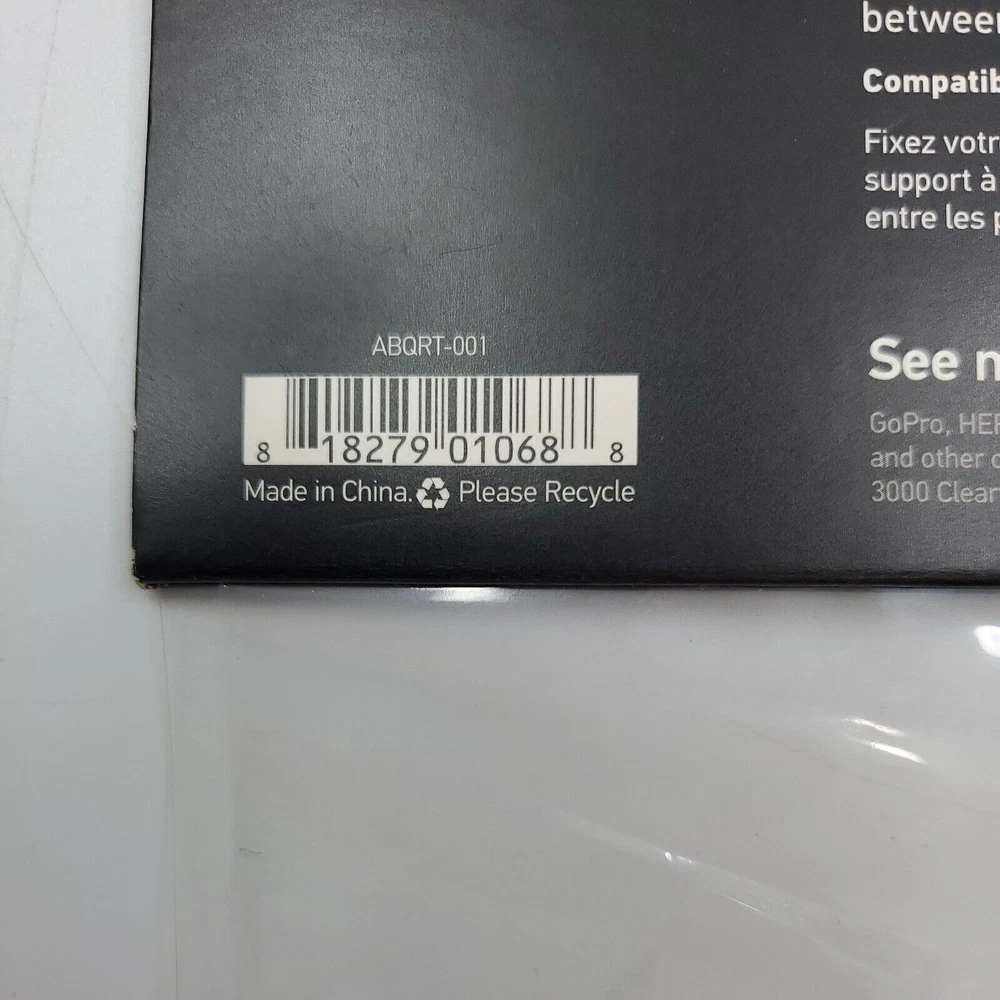 between
Compatib
Fixez votr
support à
entre les p
ABQRT-001
8 18279 01068 8
Made in China. Please Recycle
See n
GoPro, HER
and other c
3000 Clear